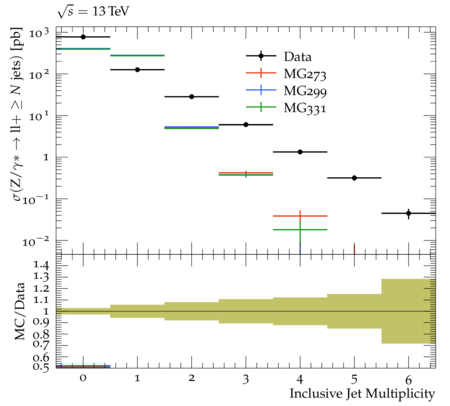 √s = 13 TeV
σ(Z/γ* → ll+ ≥ N jets) [pb]
10³
10²
10¹
1
10⁻¹
10⁻²
Data
MG273
MG299
MG331
MC/Data
1.4
1.3
1.2
1.1
1
0.9
0.8
0.7
0.6
0.5
0 1 2 3 4 5 6
Inclusive Jet Multiplicity